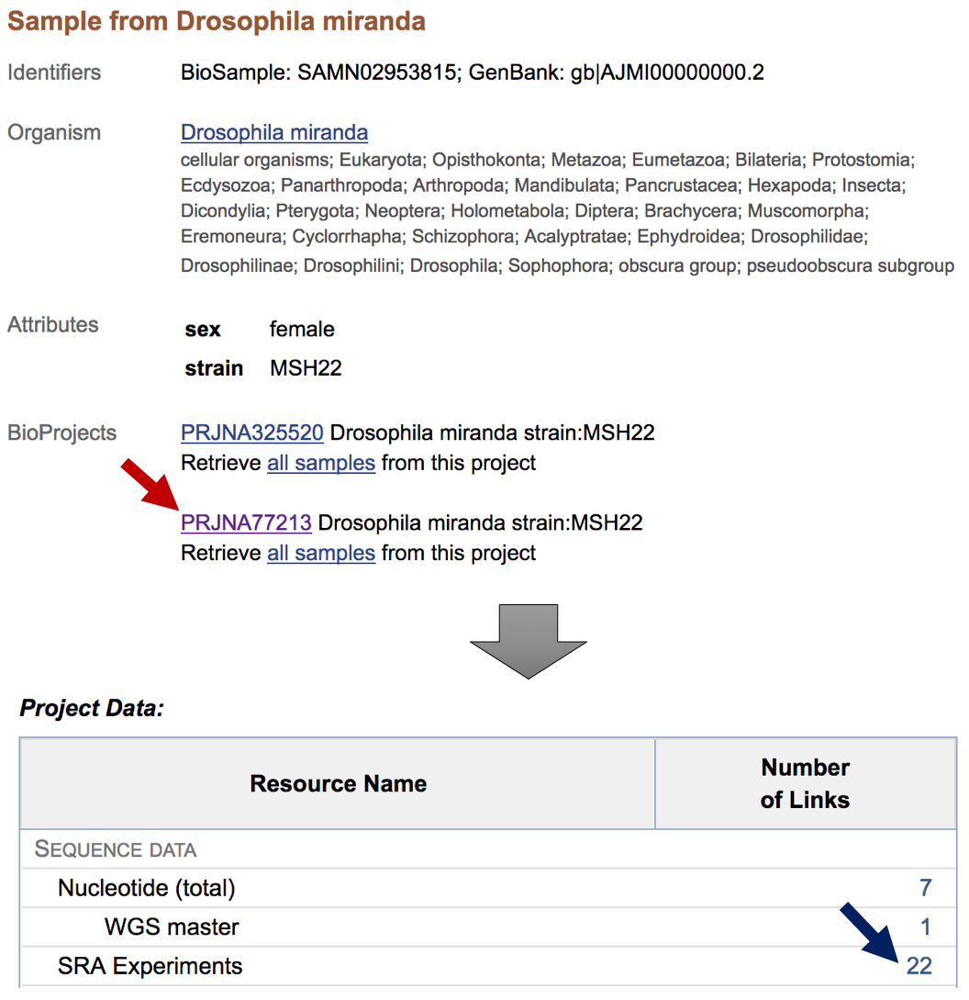 Sample from Drosophila miranda
Identifiers BioSample: SAMN02953815; GenBank: gb|AJMI00000000.2
Organism Drosophila miranda
cellular organisms; Eukaryota; Opisthokonta; Metazoa; Eumetazoa; Bilateria; Protostomia;
Ecdysozoa; Panarthropoda; Arthropoda; Mandibulata; Pancrustacea; Hexapoda; Insecta;
Dicondylia; Pterygota; Neoptera; Holometabola; Diptera; Brachycera; Muscomorpha;
Eremoneura; Cyclorrhapha; Schizophora; Acalyptratae; Ephydroidea; Drosophilidae;
Drosophilinae; Drosophilini; Drosophila; Sophophora; obscura group; pseudoobscura subgroup
Attributes sex female
strain MSH22
BioProjects PRJNA325520 Drosophila miranda strain:MSH22
Retrieve all samples from this project
PRJNA77213 Drosophila miranda strain:MSH22
Retrieve all samples from this project
Project Data:
Resource Name Number of Links
SEQUENCE DATA
Nucleotide (total) 7
WGS master 1
SRA Experiments 22